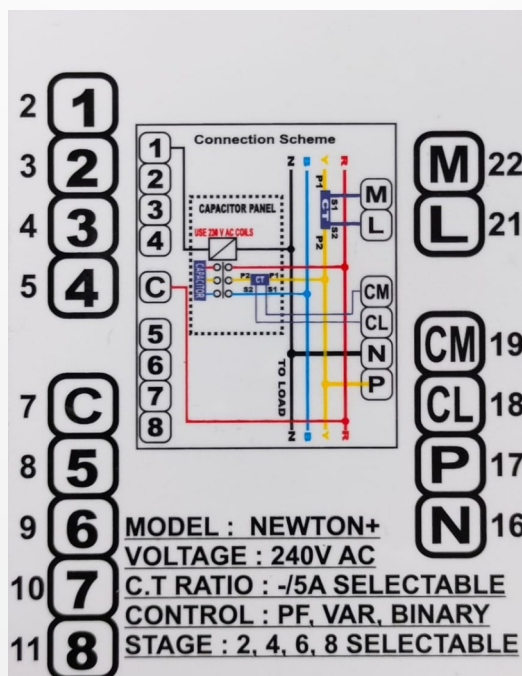 2 1
3 2
4 3
5 4
7 C
8 5
9 6
10 7
11 8
Connection Scheme
1
2
3
4
C
5
6
7
8
N B Y R
P1
CT
S1
S2
P2
M
L
CAPACITOR PANEL
USE 220 V AC COILS
CAPACITOR
P2 CT P1
S2 S1
CM
CL
N
P
TO LOAD
N B Y R
M 22
L 21
CM 19
CL 18
P 17
N 16
MODEL : NEWTON+
VOLTAGE : 240V AC
C.T RATIO : -/5A SELECTABLE
CONTROL : PF, VAR, BINARY
STAGE : 2, 4, 6, 8 SELECTABLE